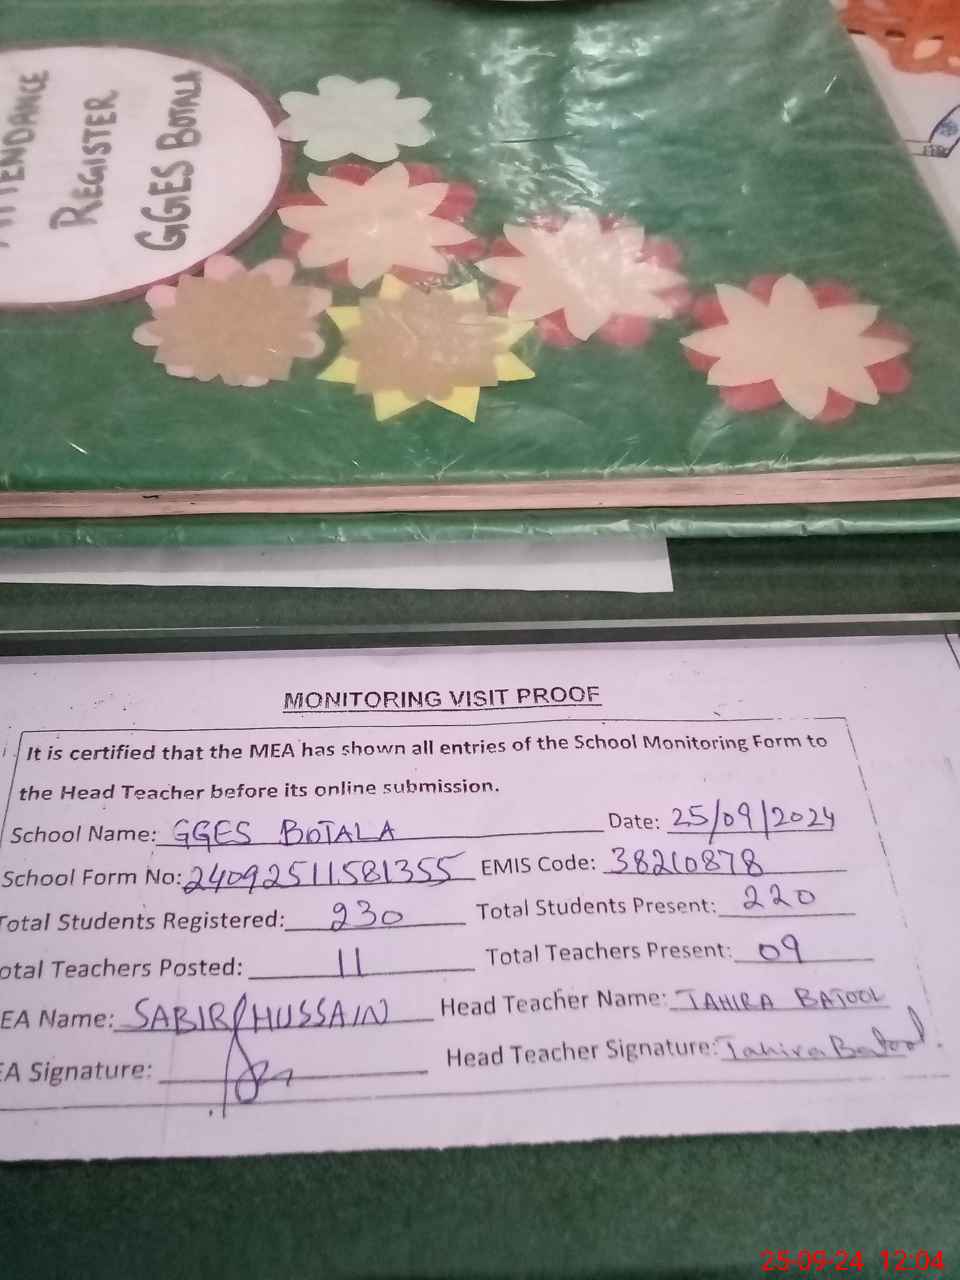 ATTENDANCE
REGISTER
GGES BOTALA
MONITORING VISIT PROOF
It is certified that the MEA has shown all entries of the School Monitoring Form to
the Head Teacher before its online submission.
School Name: GGES BOTALA Date: 25/09/2024
School Form No: 24092511581355 EMIS Code: 38210878
Total Students Registered: 230 Total Students Present: 220
otal Teachers Posted: 11 Total Teachers Present: 09
EA Name: SABIR HUSSAIN Head Teacher Name: TAHIRA BATOOL
EA Signature: Head Teacher Signature: Tahira Batool.
25-09-24 12:04